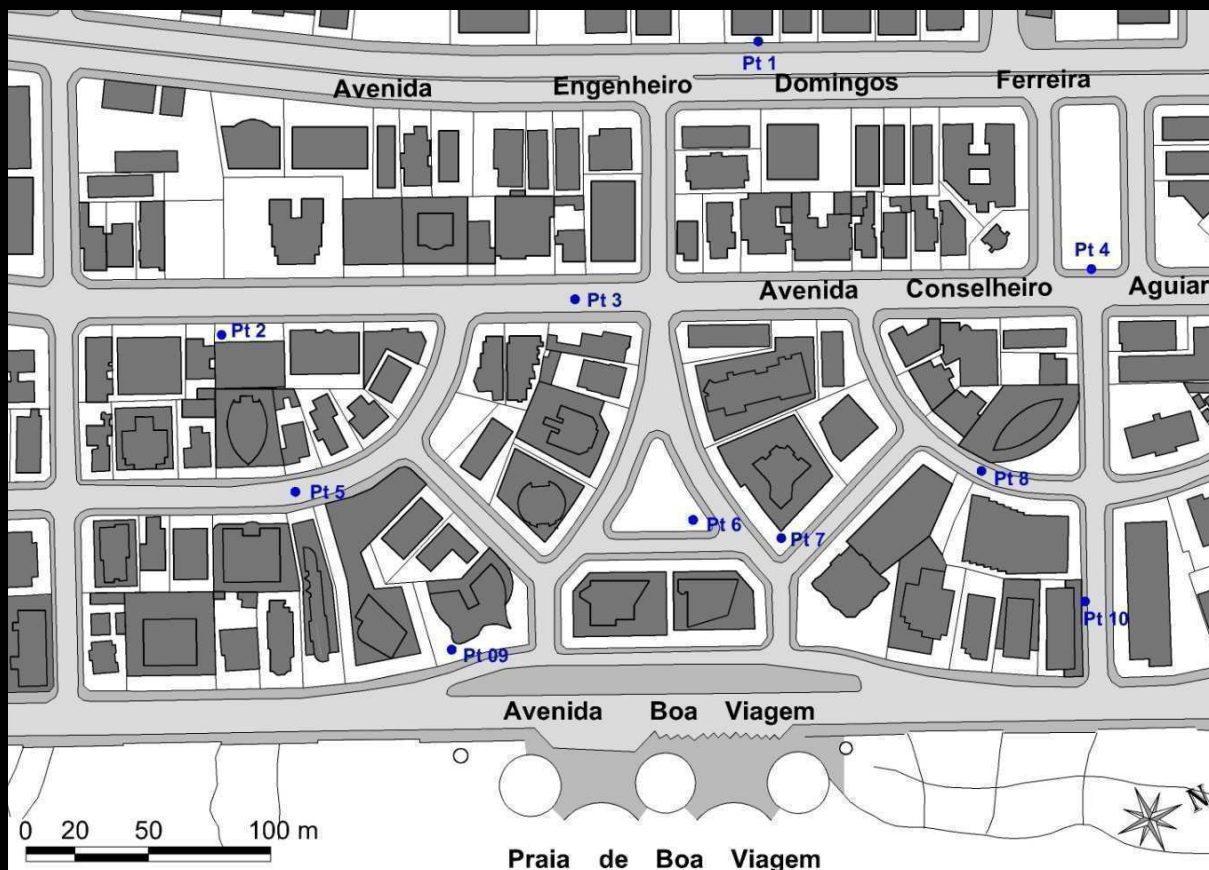 Pt 1
Avenida Engenheiro Domingos Ferreira
Pt 4
Avenida Conselheiro Aguiar
Pt 3
Pt 2
Pt 8
Pt 5
Pt 6
Pt 7
Pt 10
Pt 09
Avenida Boa Viagem
N
0 20 50 100 m
Praia de Boa Viagem